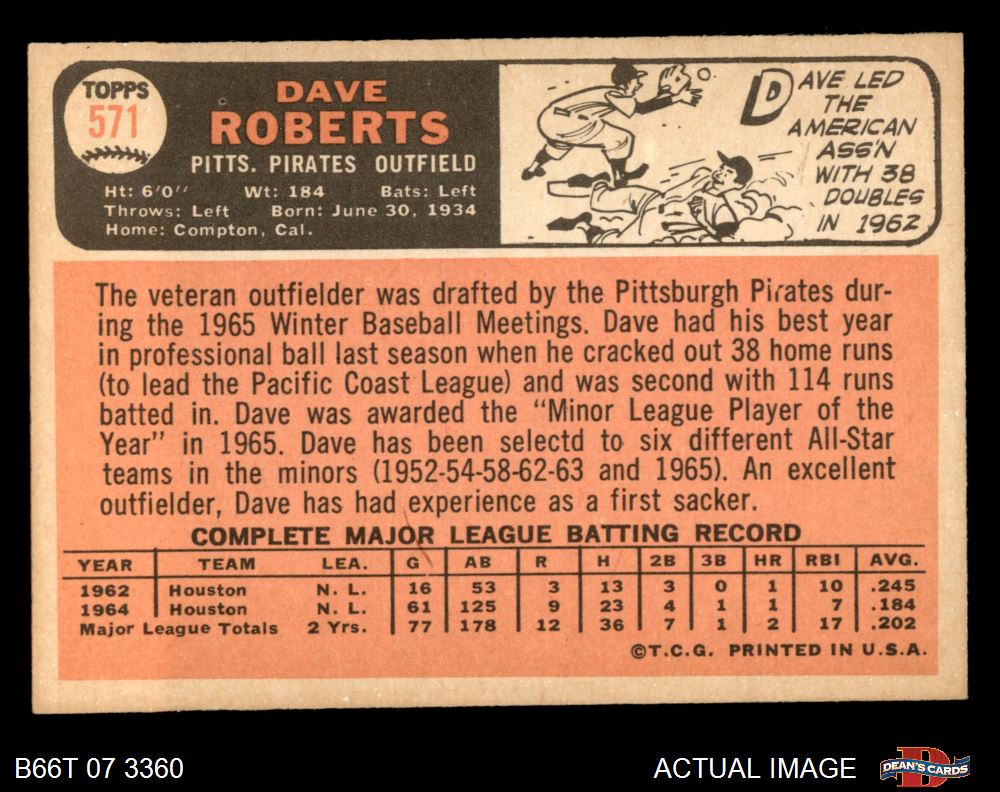 TOPPS
571
DAVE
ROBERTS
PITTS. PIRATES OUTFIELD
Ht: 6'0" Wt: 184 Bats: Left
Throws: Left Born: June 30, 1934
Home: Compton, Cal.
DAVE LED
THE
AMERICAN
ASS'N
WITH 38
DOUBLES
IN 1962
The veteran outfielder was drafted by the Pittsburgh Pirates dur-
ing the 1965 Winter Baseball Meetings. Dave had his best year
in professional ball last season when he cracked out 38 home runs
(to lead the Pacific Coast League) and was second with 114 runs
batted in. Dave was awarded the "Minor League Player of the
Year" in 1965. Dave has been selectd to six different All-Star
teams in the minors (1952-54-58-62-63 and 1965). An excellent
outfielder, Dave has had experience as a first sacker.
COMPLETE MAJOR LEAGUE BATTING RECORD
YEAR TEAM LEA. G AB R H 2B 3B HR RBI AVG.
1962 Houston N. L. 16 53 3 13 3 0 1 10 .245
1964 Houston N. L. 61 125 9 23 4 1 1 7 .184
Major League Totals 2 Yrs. 77 178 12 36 7 1 2 17 .202
©T.C.G. PRINTED IN U.S.A.
B66T 07 3360 ACTUAL IMAGE D DEAN'S CARDS